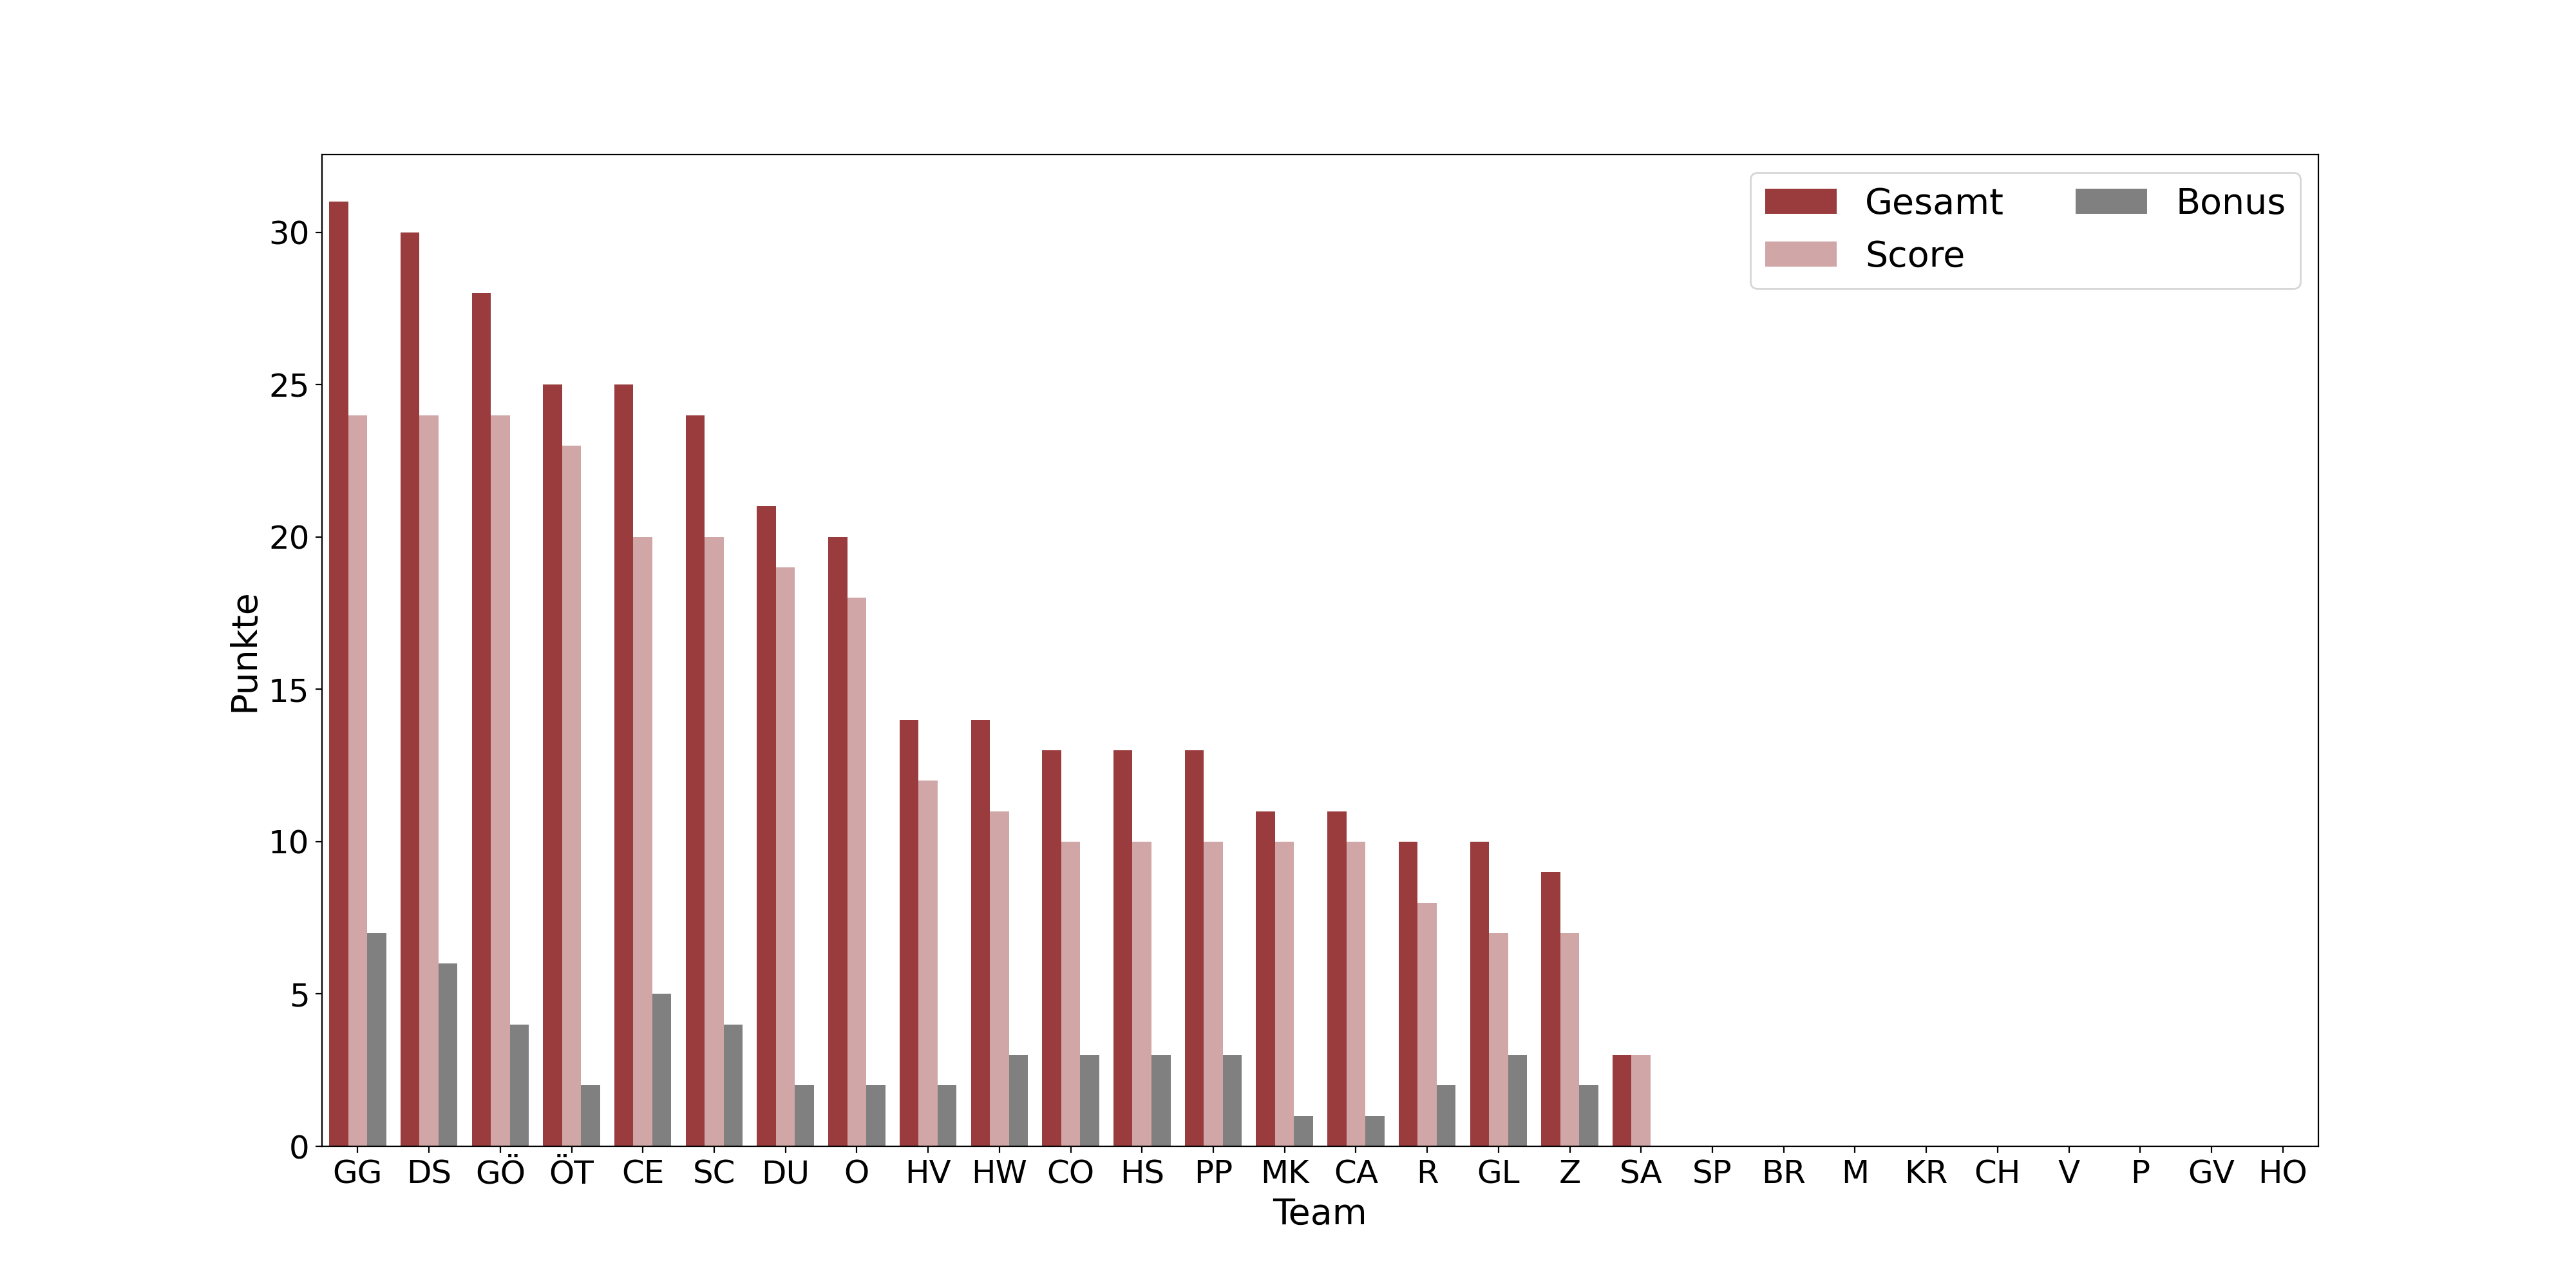 Gesamt
Score
Bonus
Punkte
30
25
20
15
10
5
0
GG DS GÖ ÖT CE SC DU O HV HW CO HS PP MK CA R GL Z SA SP BR M KR CH V P GV HO
Team